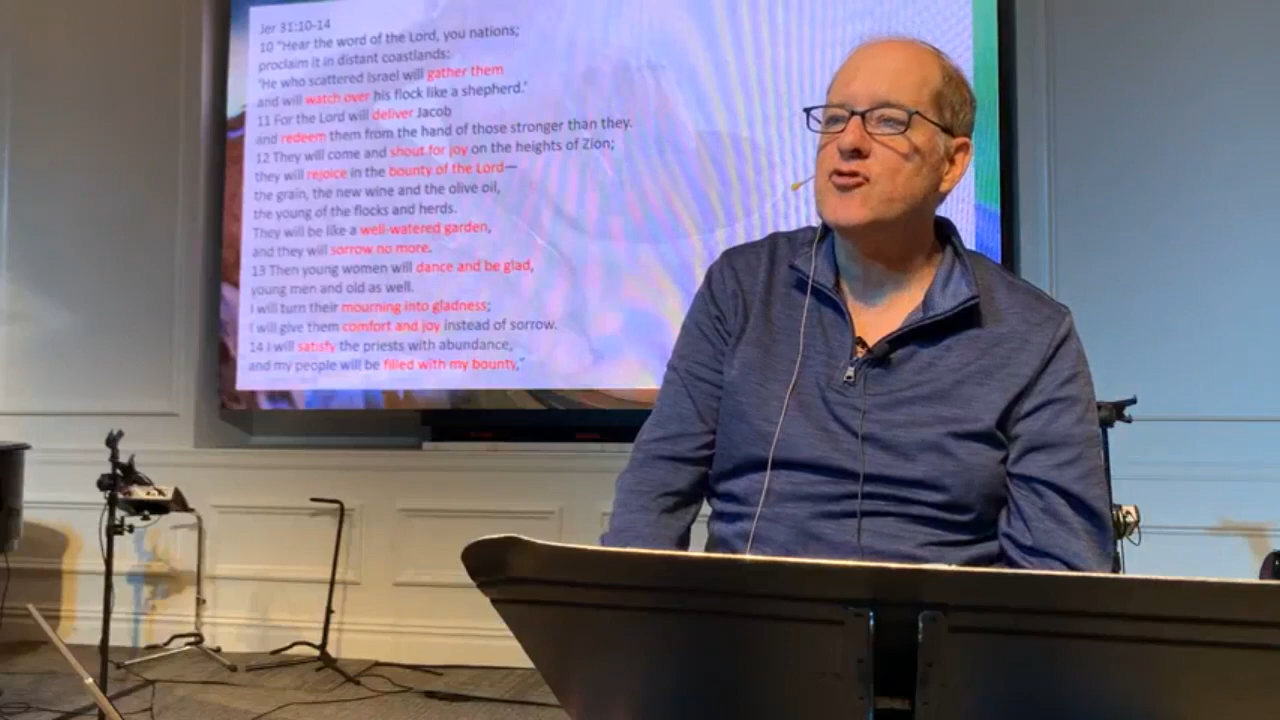 Jer 31:10-14
10 "Hear the word of the Lord, you nations;
proclaim it in distant coastlands:
'He who scattered Israel will gather them
and will watch over his flock like a shepherd.'
11 For the Lord will deliver Jacob
and redeem them from the hand of those stronger than they.
12 They will come and shout for joy on the heights of Zion;
they will rejoice in the bounty of the Lord—
the grain, the new wine and the olive oil,
the young of the flocks and herds.
They will be like a well-watered garden,
and they will sorrow no more.
13 Then young women will dance and be glad,
young men and old as well.
I will turn their mourning into gladness;
I will give them comfort and joy instead of sorrow.
14 I will satisfy the priests with abundance,
and my people will be filled with my bounty,"